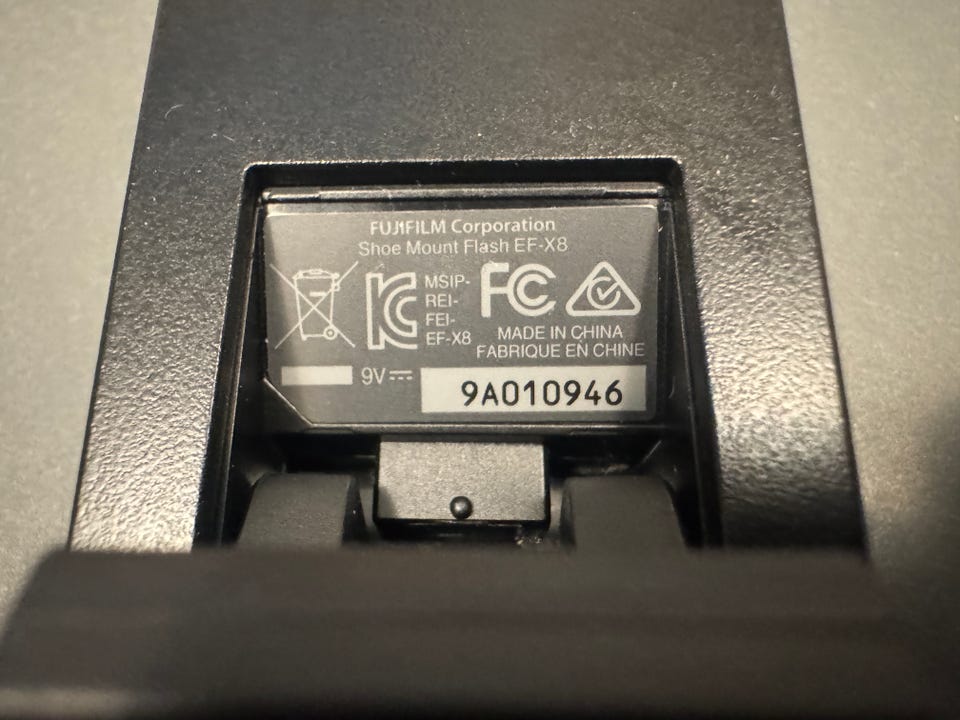 FUJIFILM Corporation
Shoe Mount Flash EF-X8
MSIP-
REI-
FEI-
EF-X8
FC
MADE IN CHINA
FABRIQUE EN CHINE
9V
9A010946